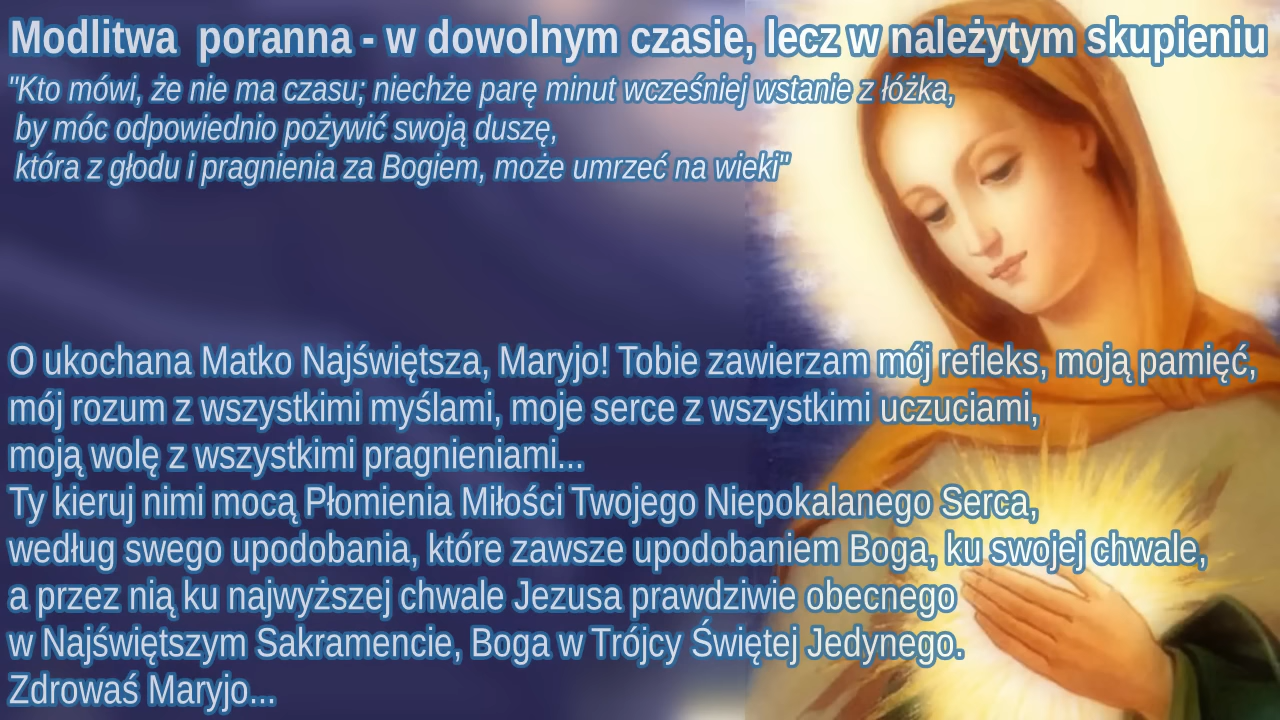 Modlitwa  poranna - w dowolnym czasie, lecz w należytym skupieniu
"Kto mówi, że nie ma czasu; niechże parę minut wcześniej wstanie z łóżka,
by móc odpowiednio pożywić swoją duszę,
która z głodu i pragnienia za Bogiem, może umrzeć na wieki"
O ukochana Matko Najświętsza, Maryjo! Tobie zawierzam mój refleks, moją pamięć,
mój rozum z wszystkimi myślami, moje serce z wszystkimi uczuciami,
moją wolę z wszystkimi pragnieniami...
Ty kieruj nimi mocą Płomienia Miłości Twojego Niepokalanego Serca,
według swego upodobania, które zawsze upodobaniem Boga, ku swojej chwale,
a przez nią ku najwyższej chwale Jezusa prawdziwie obecnego
w Najświętszym Sakramencie, Boga w Trójcy Świętej Jedynego.
Zdrowaś Maryjo...